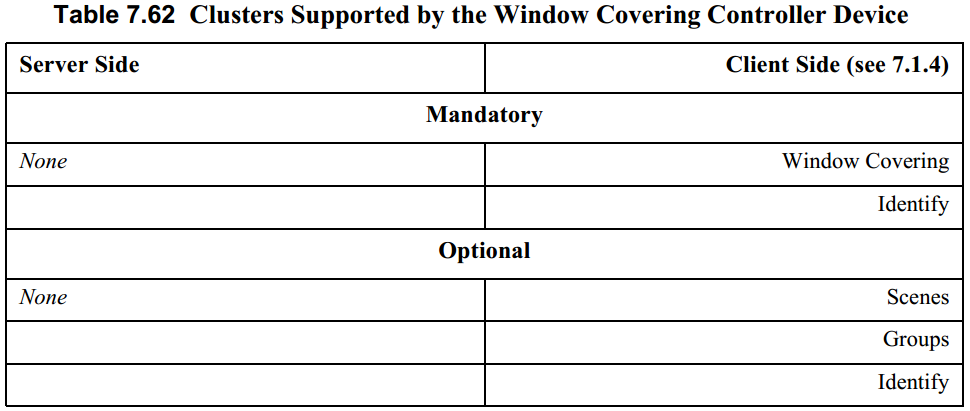 Table 7.62 Clusters Supported by the Window Covering Controller Device
Server Side Client Side (see 7.1.4)
Mandatory
None Window Covering
Identify
Optional
None Scenes
Groups
Identify